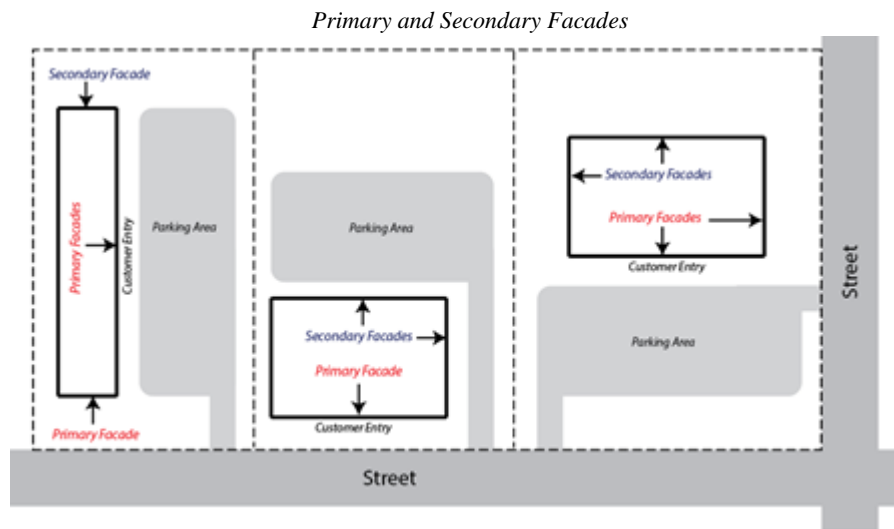 Primary and Secondary Facades
Secondary Facade
Primary Facades
Customer Entry
Parking Area
Primary Facade
Parking Area
Secondary Facades
Primary Facade
Customer Entry
Secondary Facades
Primary Facades
Customer Entry
Parking Area
Street
Street